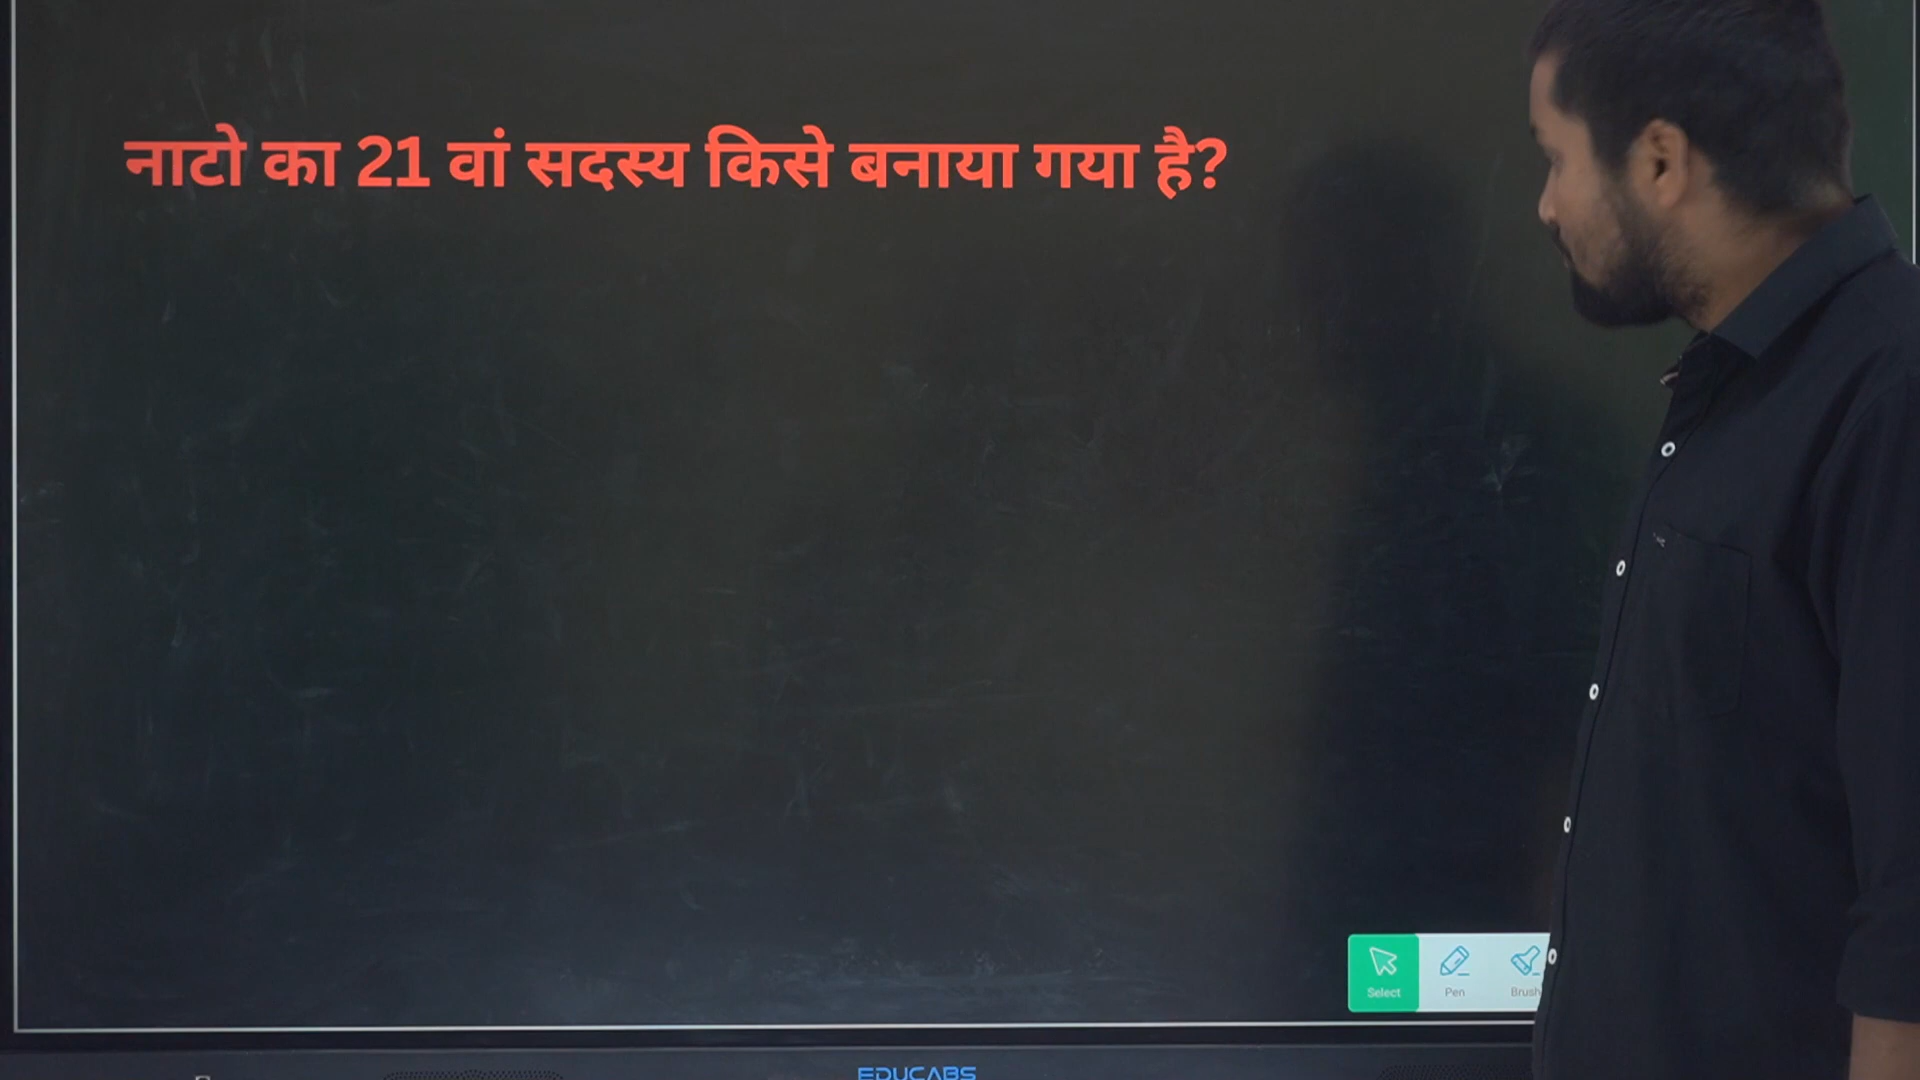 नाटो का 21 वां सदस्य किसे बनाया गया है?
Select
Pen
Brush
EDUCABS